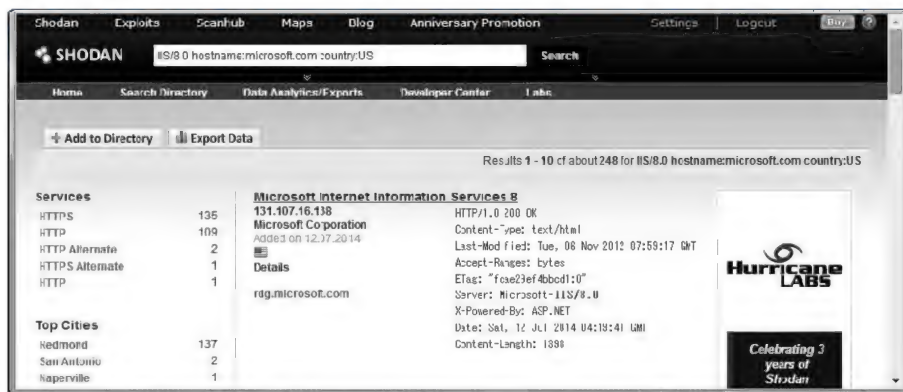 Shodan Exploits Scanhub Maps Blog Anniversary Promotion Settings | Logout Buy ?
SHODAN IIS/8.0 hostname:microsoft.com country:US Search
Home Search Directory Data Analytics/Exports Developer Center Labs
+ Add to Directory Export Data
Results 1 - 10 of about 248 for IIS/8.0 hostname:microsoft.com country:US
Services
HTTPS 135
HTTP 109
HTTP Alternate 2
HTTPS Alternate 1
HTTP 1
Top Cities
Redmond 137
San Antonio 2
Naperville 1
Microsoft Internet Information Services 8
131.107.16.138
Microsoft Corporation
Added on 12.07.2014
Details
rdg.microsoft.com
HTTP/1.0 200 OK
Content-Type: text/html
Last-Modified: Tue, 06 Nov 2012 07:59:17 GMT
Accept-Ranges: bytes
ETag:
Server: Microsoft-IIS/8.0
X-Powered-By: ASP.NET
Date: Sat, 12 Jul 2014 04:19:41 GMT
Content-Length: 1398
Hurricane
LABS
Celebrating 3
years of
Shodan